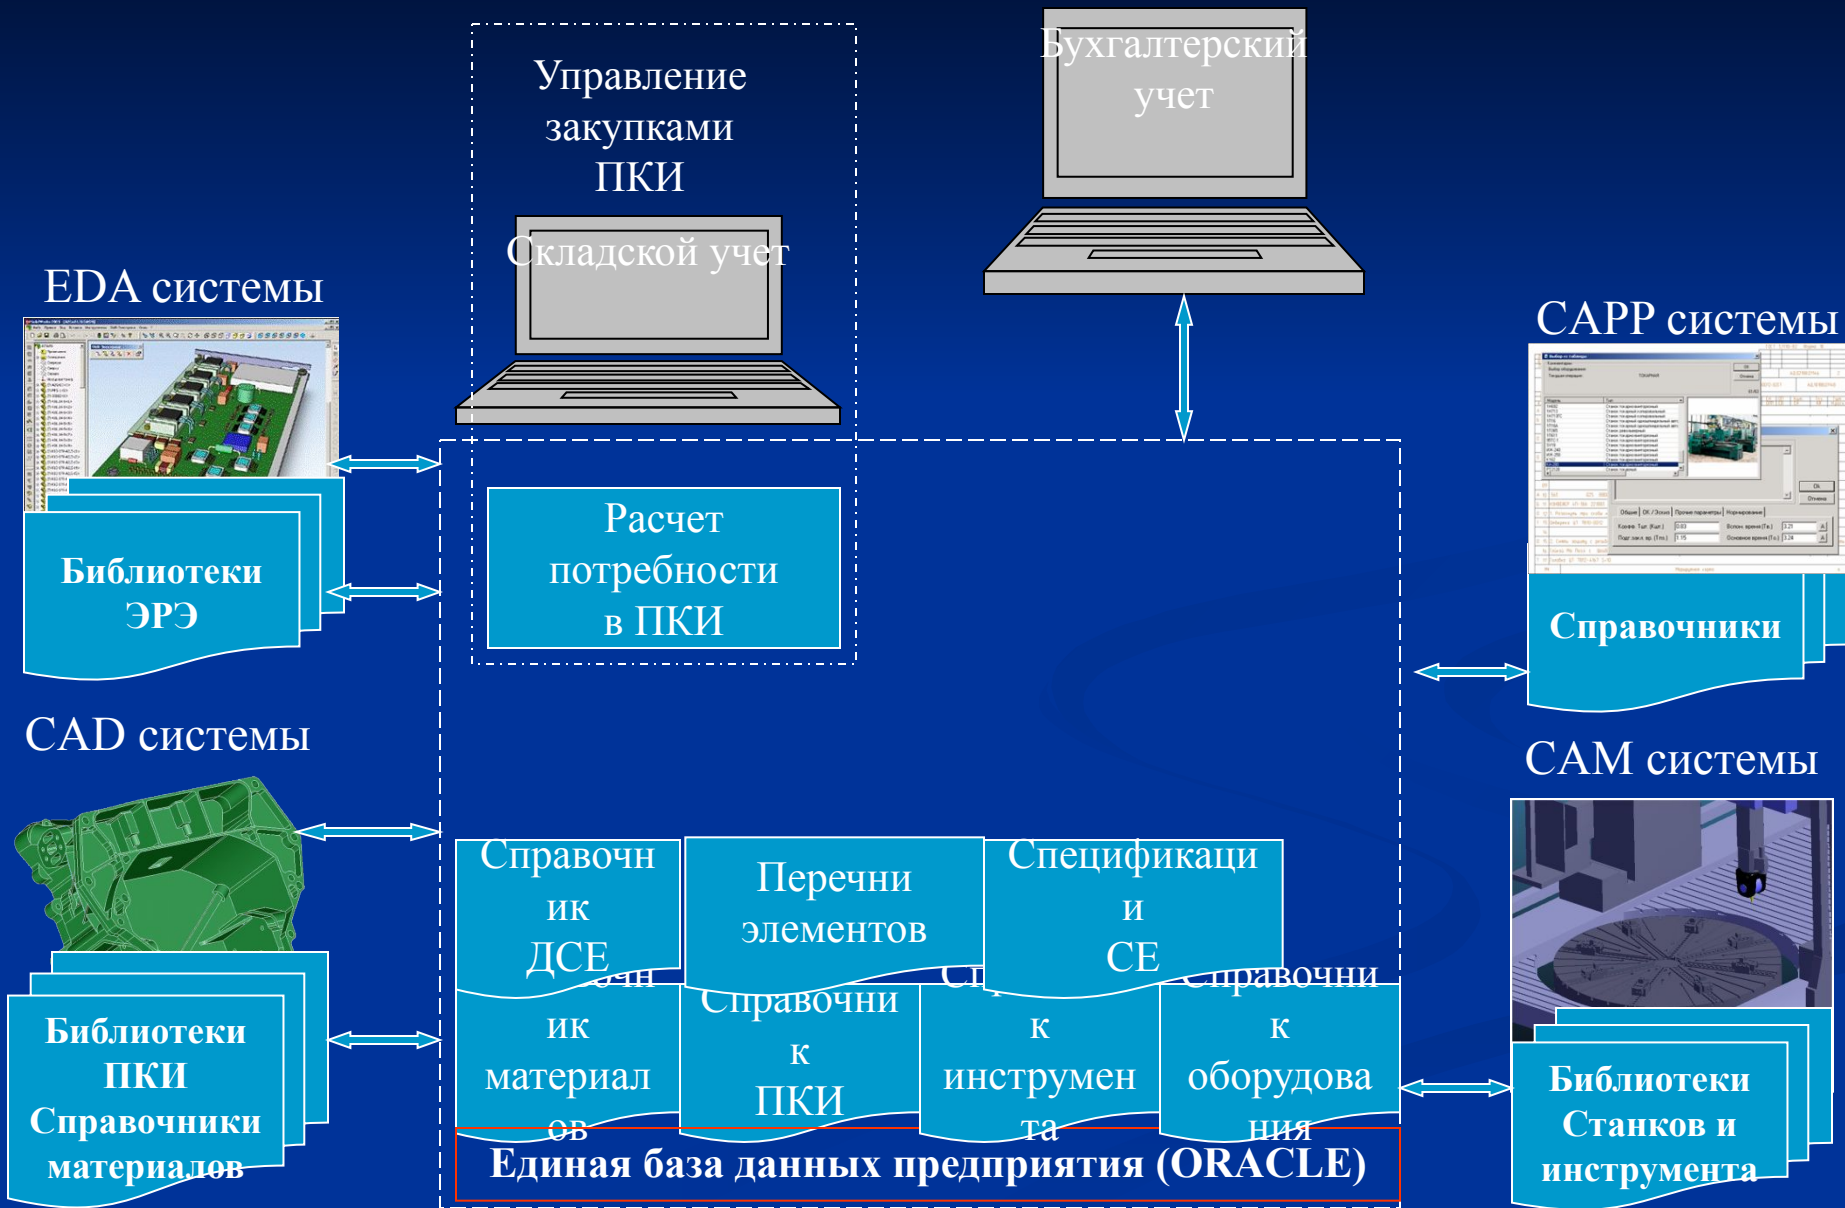 Управление
закупками
ПКИ
Складской учет
Бухгалтерский
учет
EDA системы
Библиотеки
ЭРЭ
Расчет
потребности
в ПКИ
CAPP системы
Справочники
CAD системы
Библиотеки
ПКИ
Справочники
материалов
CAM системы
Библиотеки
Станков и
инструмента
Справочн
ик
ДСЕ
Перечни
элементов
Спецификаци
и
СЕ
ик
материал
ов
Справочни
к
ПКИ
к
инструмен
та
Справочни
к
оборудова
ния
Единая база данных предприятия (ORACLE)